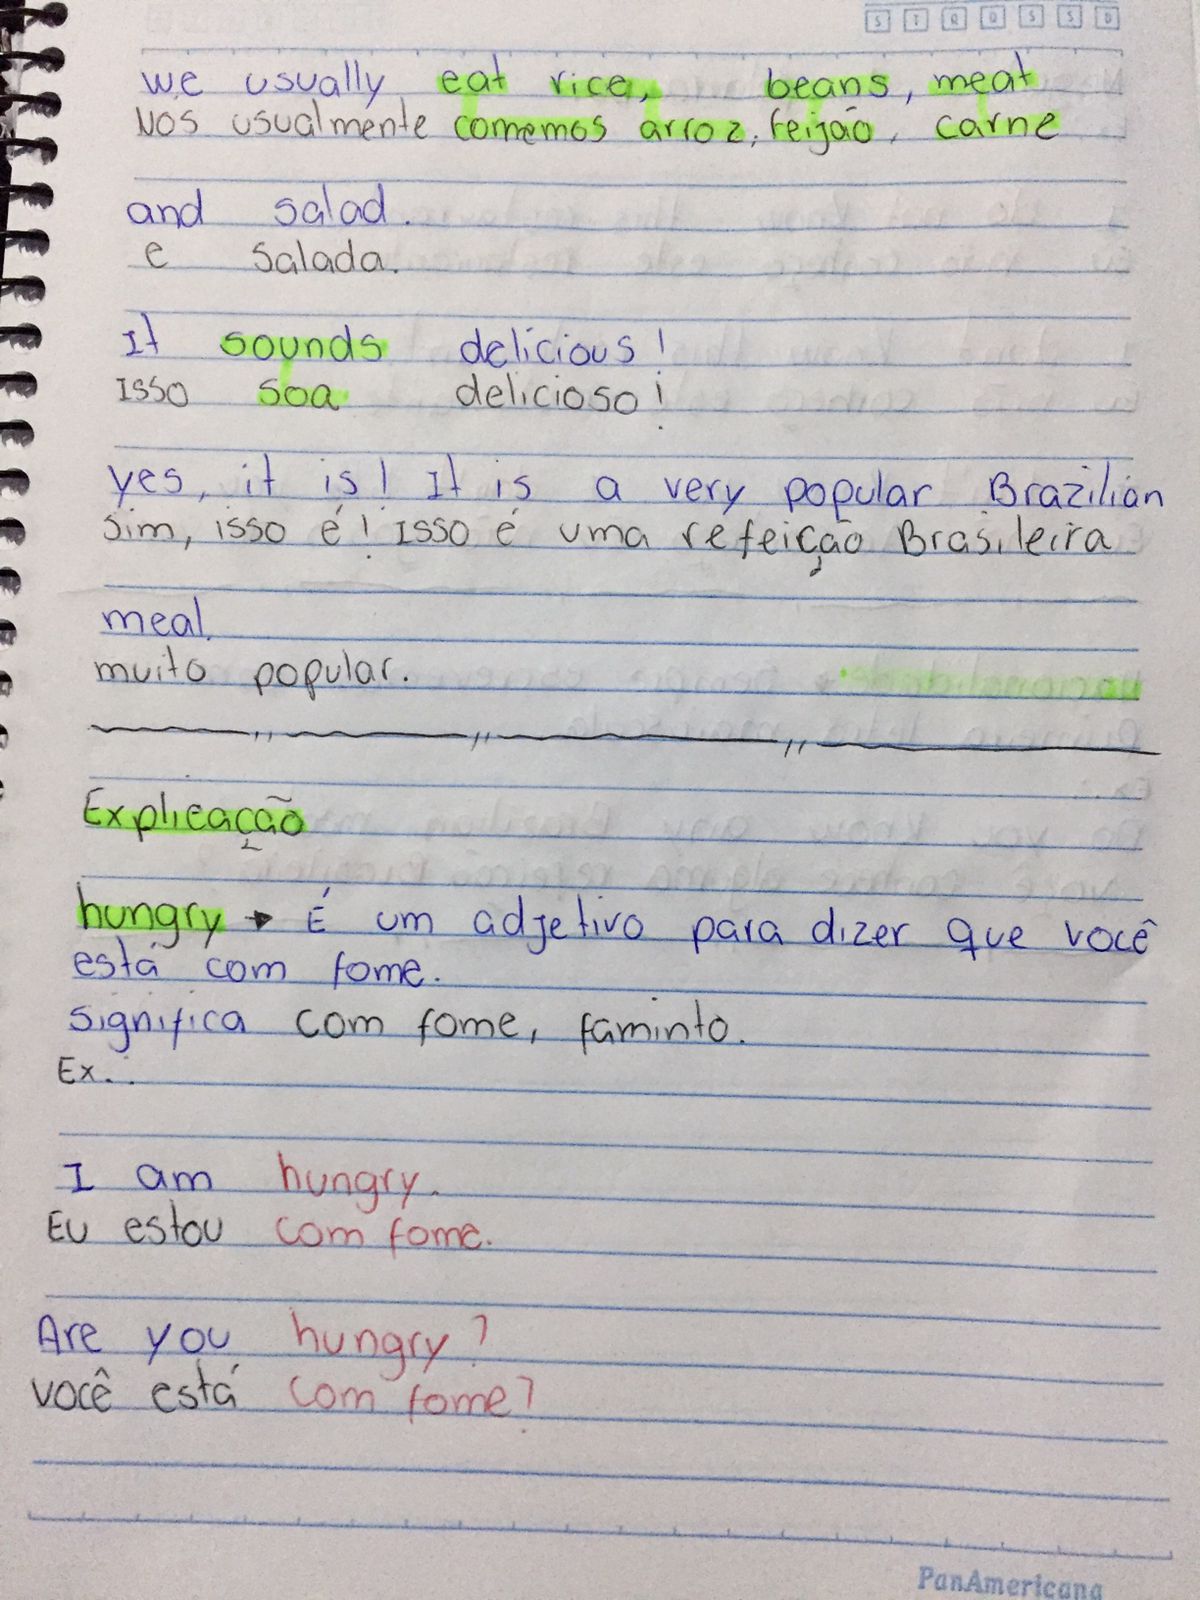 S T Q Q S S D
we usually eat rice, beans, meat
Nos usualmente comemos arroz, feijão, carne
and salad.
e salada.
It sounds delicious!
Isso soa delicioso!
yes, it is! It is a very popular Brazilian
Sim, isso é! Isso é uma refeição Brasileira
meal.
muito popular.
Explicação
hungry → É um adjetivo para dizer que você
está com fome.
significa com fome, faminto.
Ex..
I am hungry.
Eu estou com fome.
Are you hungry?
você está com fome?
PanAmericana